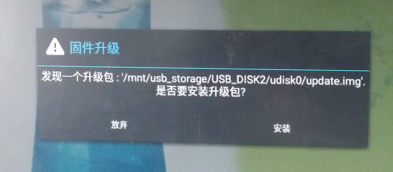 固件升级
发现一个升级包 : '/mnt/usb_storage/USB_DISK2/udisk0/update.img'.
是否要安装升级包?
放弃
安装